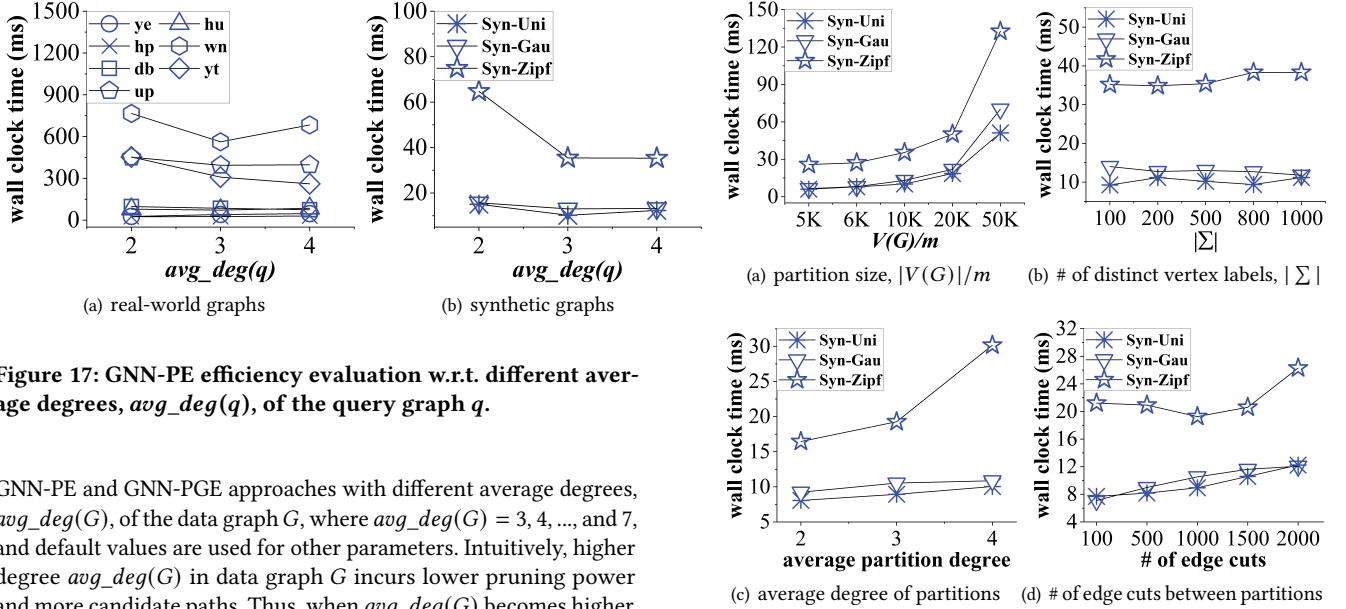 1500
1200
900
600
300
0
wall clock time (ms)
ye
hu
hp
wn
db
yt
up
2
3
4
avg_deg(q)
(a) real-world graphs
100
80
60
40
20
wall clock time (ms)
Syn-Uni
Syn-Gau
Syn-Zipf
2
3
4
avg_deg(q)
(b) synthetic graphs
Figure 17: GNN-PE efficiency evaluation w.r.t. different aver-
age degrees, avg_deg(q), of the query graph q.
GNN-PE and GNN-PGE approaches with different average degrees,
avg_deg(G), of the data graph G, where avg_deg(G) = 3, 4, ..., and 7,
and default values are used for other parameters. Intuitively, higher
degree avg_deg(G) in data graph G incurs lower pruning power
and more candidate paths. Thus, when avg_deg(G) becomes higher,
150
120
90
60
30
0
wall clock time (ms)
Syn-Uni
Syn-Gau
Syn-Zipf
5K
6K
10K
20K
50K
V(G)/m
(a) partition size, |V(G)|/m
50
40
30
20
10
wall clock time (ms)
Syn-Uni
Syn-Gau
Syn-Zipf
100
200
500
800
1000
|Σ|
(b) # of distinct vertex labels, | ∑ |
30
25
20
15
10
5
wall clock time (ms)
Syn-Uni
Syn-Gau
Syn-Zipf
2
3
4
average partition degree
(c) average degree of partitions
32
28
24
20
16
12
8
4
wall clock time (ms)
Syn-Uni
Syn-Gau
Syn-Zipf
100
500
1000
1500
2000
# of edge cuts
(d) # of edge cuts between partitions